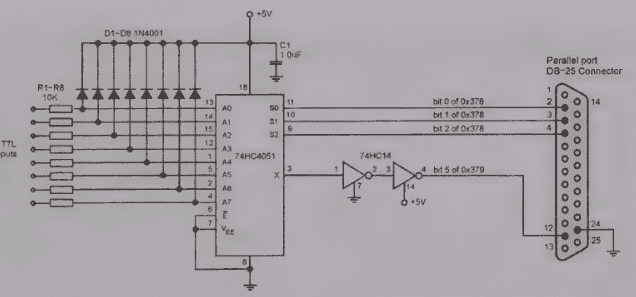 +5V
D1~D8 1N4001
C1
1.0uF
Parallel port
DB-25 Connector
R1~R8
10K
16
1
14
13
A0
S0
11
bit 0 of 0x378
2
14
A1
S1
10
bit 1 of 0x378
3
15
A2
S2
9
bit 2 of 0x378
4
12
A3
TTL
1
A4
74HC4051
74HC14
5
A5
X
3
1
2
3
4
bit 5 of 0x379
2
A6
7
14
4
A7
+5V
6
E
7
VEE
12
24
13
25
8